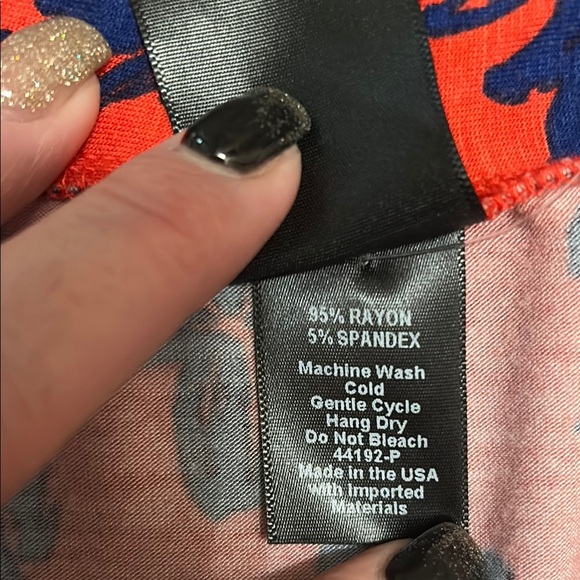 95% RAYON
5% SPANDEX
Machine Wash
Cold
Gentle Cycle
Hang Dry
Do Not Bleach
44192-P
Made in the USA
with imported
Materials